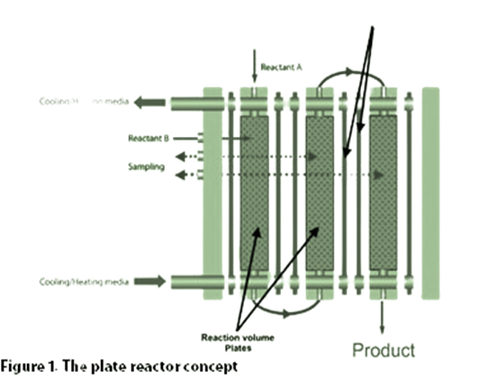 Reactant A
Cooling/ media
Reactant B
Sampling
Cooling/Heating media
Reaction volume
Plates
Product
Figure 1. The plate reactor concept